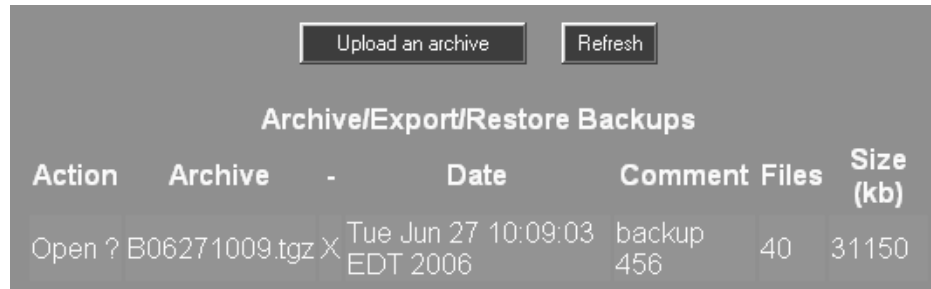 Upload an archive Refresh
Archive/Export/Restore Backups
Action Archive - Date Comment Files Size (kb)
Open ? B06271009.tgz X Tue Jun 27 10:09:03 EDT 2006 backup 456 40 31150